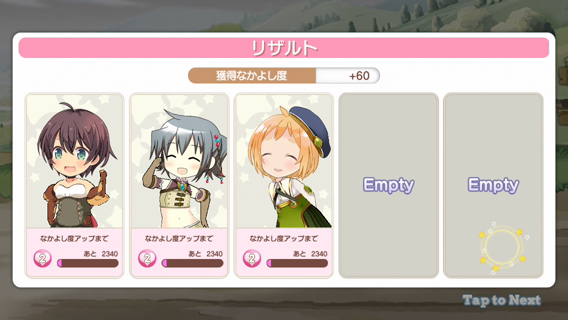 リザルト
獲得なかよし度 +60
なかよし度アップまで
2 あと 2340
なかよし度アップまで
2 あと 2340
なかよし度アップまで
2 あと 2340
Empty
Empty
Tap to Next